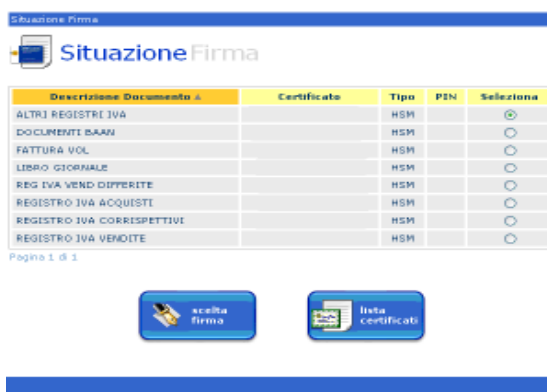 Situazione Firma
Situazione Firma
Descrizione Documento Certificato Tipo PIN Seleziona
ALTRI REGISTRI IVA HSM
DOCUMENTI BAAN HSM
FATTURA VOL HSM
LIBRO GIORNALE HSM
REG IVA VEND DIFFERITE HSM
REGISTRO IVA ACQUISTI HSM
REGISTRO IVA CORRISPETTIVI HSM
REGISTRO IVA VENDITE HSM
Pagina 1 di 1
scelta firma
lista certificati